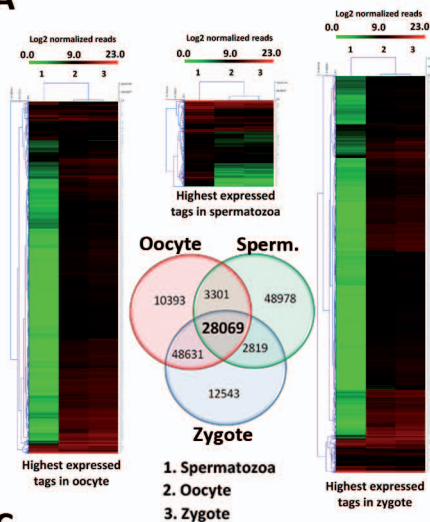 A
Log2 normalized reads
0.0 9.0 23.0
1 2 3
Highest expressed
tags in oocyte
Log2 normalized reads
0.0 9.0 23.0
1 2 3
Highest expressed
tags in spermatozoa
Log2 normalized reads
0.0 9.0 23.0
1 2 3
Highest expressed
tags in zygote
Oocyte Sperm.
10393 3301 48978
28069
48631 2819
12543
Zygote
1. Spermatozoa
2. Oocyte
3. Zygote
C